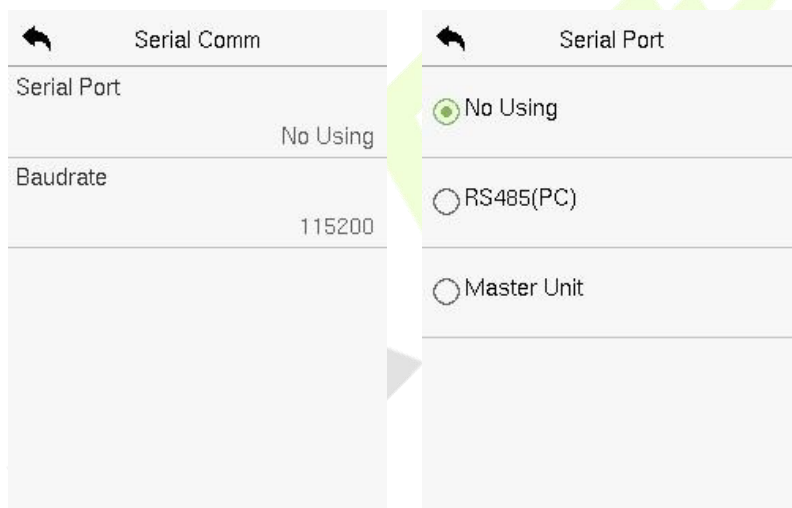 Serial Comm
Serial Port
No Using
Baudrate
115200
Serial Port
No Using
RS485(PC)
Master Unit